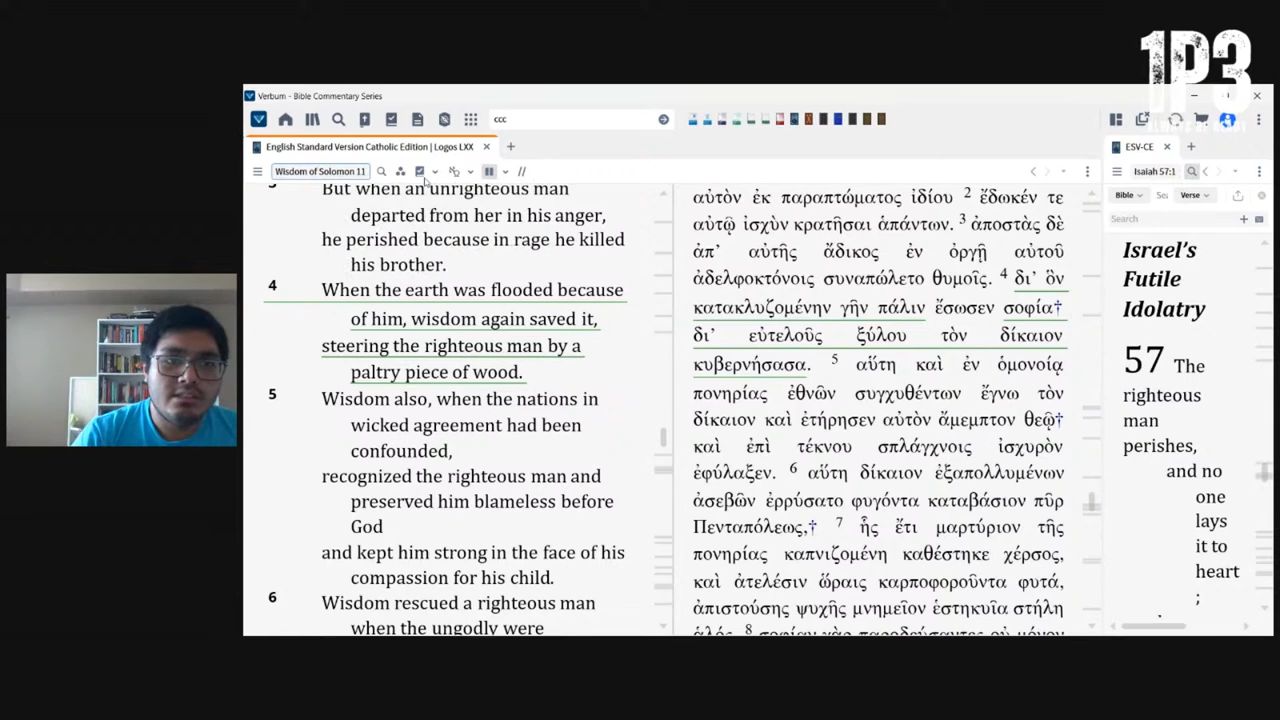 1P3
ALWAYS BE READY
Verbum - Bible Commentary Series
ccc
English Standard Version Catholic Edition | Logos LXX
ESV-CE
Wisdom of Solomon 11
Isaiah 57:1
Bible
Verse
Search
3
But when an unrighteous man
departed from her in his anger,
he perished because in rage he killed
his brother.
4
When the earth was flooded because
of him, wisdom again saved it,
steering the righteous man by a
paltry piece of wood.
5
Wisdom also, when the nations in
wicked agreement had been
confounded,
recognized the righteous man and
preserved him blameless before
God
and kept him strong in the face of his
compassion for his child.
6
Wisdom rescued a righteous man
when the ungodly were
αὐτὸν ἐκ παραπτώματος ἰδίου 2 ἔδωκέν τε
αὐτῷ ἰσχὺν κρατῆσαι ἁπάντων. 3 ἀποστὰς δὲ
ἀπ’ αὐτῆς ἄδικος ἐν ὀργῇ αὐτοῦ
ἀδελφοκτόνοις συναπώλετο θυμοῖς. 4 δι’ ὃν
κατακλυζομένην γῆν πάλιν ἔσωσεν σοφία†
δι’ εὐτελοῦς ξύλου τὸν δίκαιον
κυβερνήσασα. 5 αὕτη καὶ ἐν ὁμονοίᾳ
πονηρίας ἐθνῶν συγχυθέντων ἔγνω τὸν
δίκαιον καὶ ἐτήρησεν αὐτὸν ἄμεμπτον θεῷ†
καὶ ἐπὶ τέκνου σπλάγχνοις ἰσχυρὸν
ἐφύλαξεν. 6 αὕτη δίκαιον ἐξαπολλυμένων
ἀσεβῶν ἐρρύσατο φυγόντα καταβάσιον πῦρ
Πενταπόλεως,† 7 ἧς ἔτι μαρτύριον τῆς
πονηρίας καπνιζομένη καθέστηκε χέρσος,
καὶ ἀτελέσιν ὥραις καρποφοροῦντα φυτά,
ἀπιστούσης ψυχῆς μνημεῖον ἑστηκυῖα στήλη
ἁλός. 8 σοφίαν γὰρ παροδεύσαντες οὐ μόνον
Israel’s
Futile
Idolatry
57 The
righteous
man
perishes,
and no
one
lays
it to
heart
;